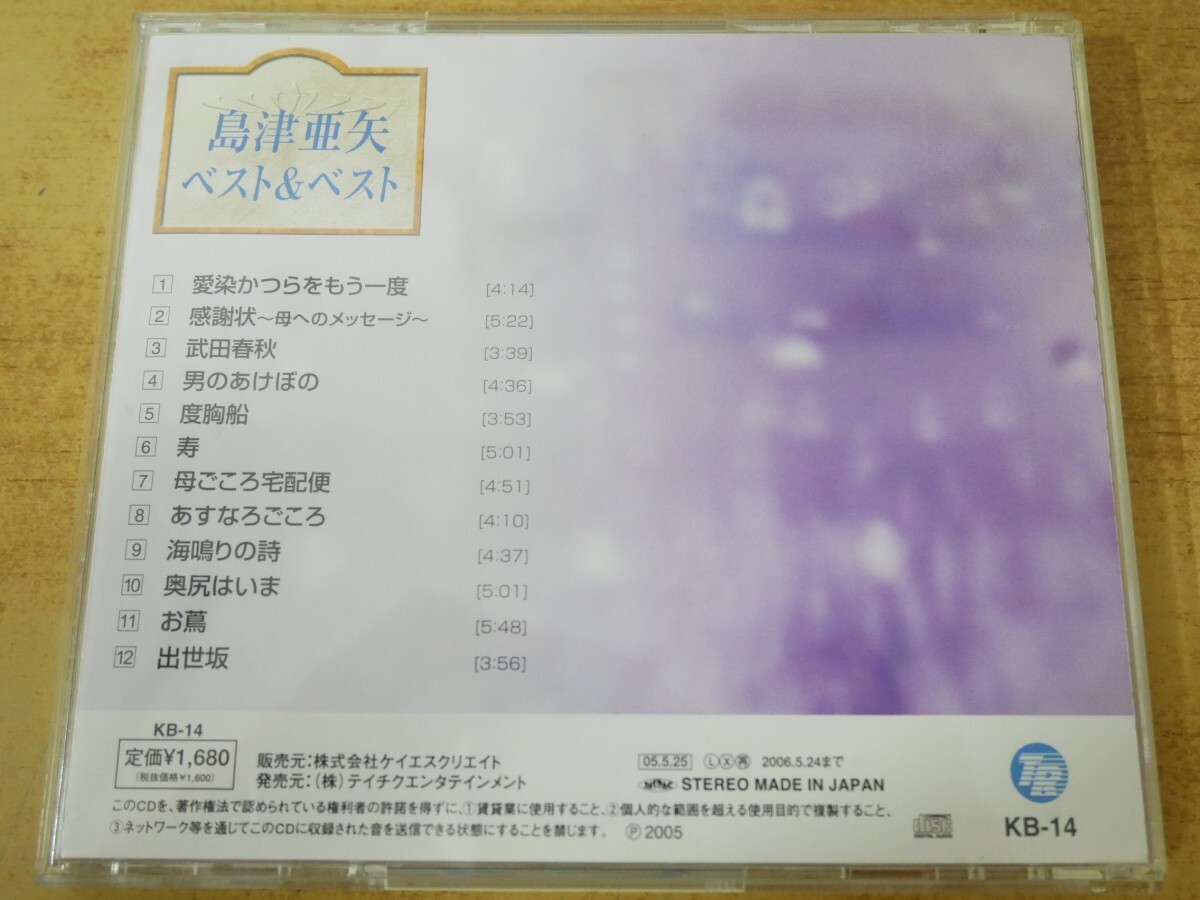 島津亜矢
ベスト&ベスト
1 愛染かつらをもう一度 [4:14]
2 感謝状〜母へのメッセージ〜 [5:22]
3 武田春秋 [3:39]
4 男のあけぼの [4:36]
5 度胸船 [3:53]
6 寿 [5:01]
7 母ごころ宅配便 [4:51]
8 あすなろごころ [4:10]
9 海鳴りの詩 [4:37]
10 奥尻はいま [5:01]
11 お蔦 [5:48]
12 出世坂 [3:56]
KB-14
定価¥1,680
(税抜価格¥1,600)
販売元:株式会社ケイエスクリエイト
発売元:(株)テイチクエンタテインメント
05.5.25 Ⓛ Ⓧ 再 2006.5.24まで
STEREO MADE IN JAPAN
このCDを、著作権法で認められている権利者の許諾を得ずに、①賃貸業に使用すること、②個人的な範囲を超える使用目的で複製すること、
③ネットワーク等を通じてこのCDに収録された音を送信できる状態にすることを禁じます。 Ⓟ2005
KB-14